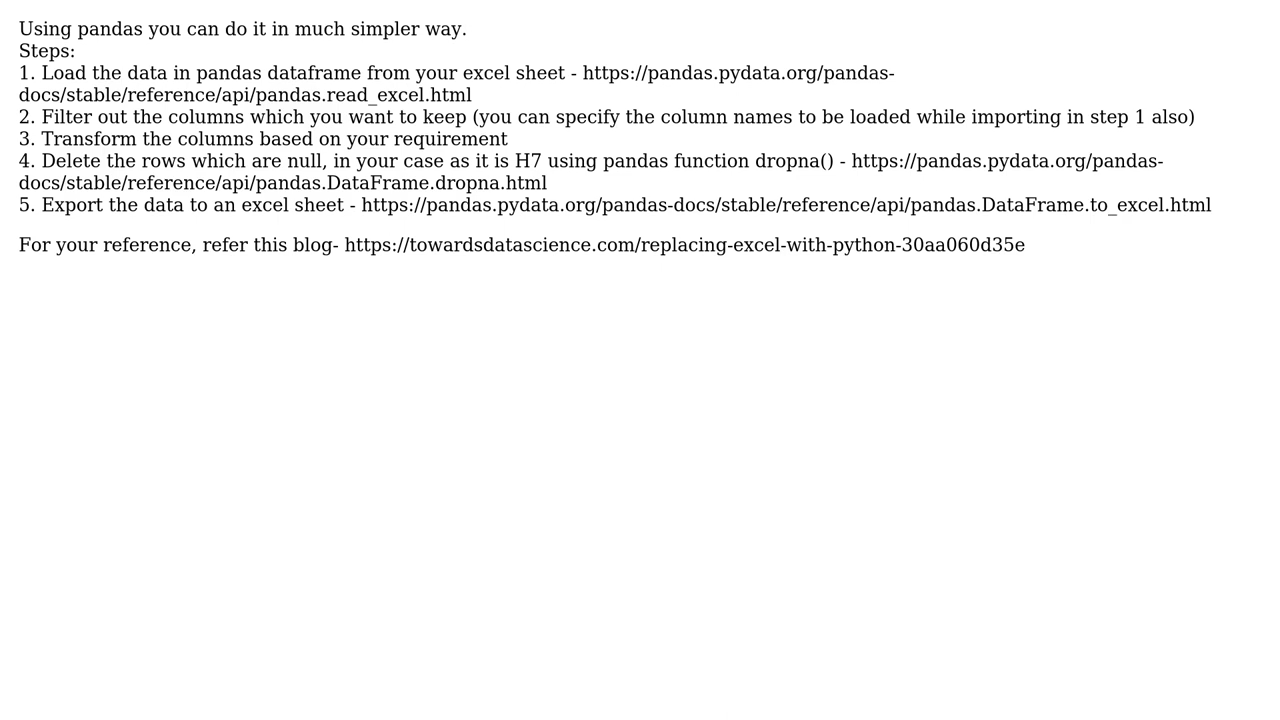 Using pandas you can do it in much simpler way.
Steps:
1. Load the data in pandas dataframe from your excel sheet - https://pandas.pydata.org/pandas-
docs/stable/reference/api/pandas.read_excel.html
2. Filter out the columns which you want to keep (you can specify the column names to be loaded while importing in step 1 also)
3. Transform the columns based on your requirement
4. Delete the rows which are null, in your case as it is H7 using pandas function dropna() - https://pandas.pydata.org/pandas-
docs/stable/reference/api/pandas.DataFrame.dropna.html
5. Export the data to an excel sheet - https://pandas.pydata.org/pandas-docs/stable/reference/api/pandas.DataFrame.to_excel.html
For your reference, refer this blog- https://towardsdatascience.com/replacing-excel-with-python-30aa060d35e